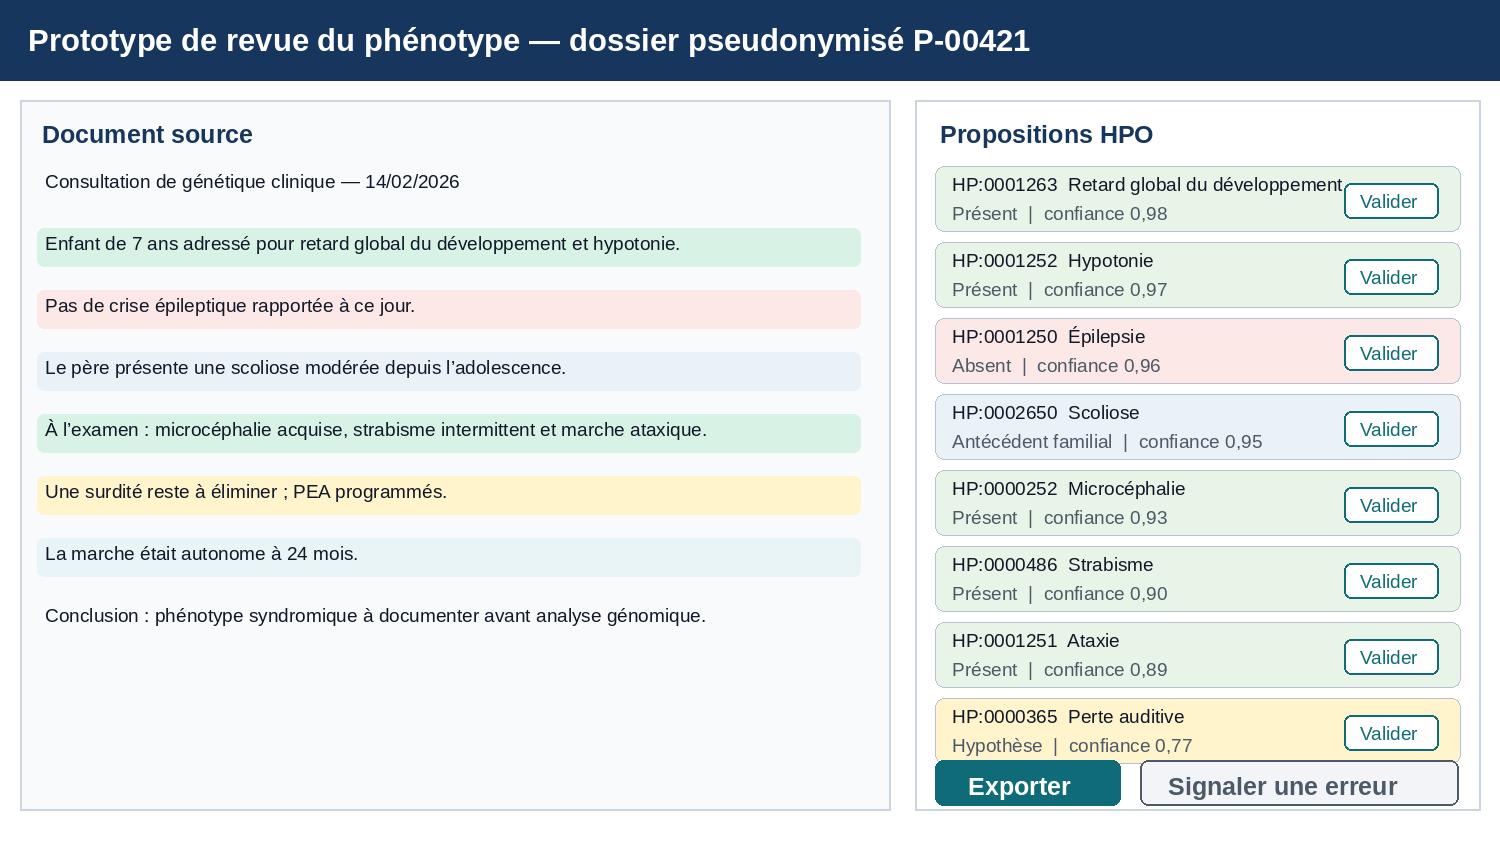 Prototype de revue du phénotype — dossier pseudonymisé P-00421
Document source
Consultation de génétique clinique — 14/02/2026
Enfant de 7 ans adressé pour retard global du développement et hypotonie.
Pas de crise épileptique rapportée à ce jour.
Le père présente une scoliose modérée depuis l’adolescence.
À l’examen : microcéphalie acquise, strabisme intermittent et marche ataxique.
Une surdité reste à éliminer ; PEA programmés.
La marche était autonome à 24 mois.
Conclusion : phénotype syndromique à documenter avant analyse génomique.
Propositions HPO
HP:0001263 Retard global du développement
Présent | confiance 0,98
Valider
HP:0001252 Hypotonie
Présent | confiance 0,97
Valider
HP:0001250 Épilepsie
Absent | confiance 0,96
Valider
HP:0002650 Scoliose
Antécédent familial | confiance 0,95
Valider
HP:0000252 Microcéphalie
Présent | confiance 0,93
Valider
HP:0000486 Strabisme
Présent | confiance 0,90
Valider
HP:0001251 Ataxie
Présent | confiance 0,89
Valider
HP:0000365 Perte auditive
Hypothèse | confiance 0,77
Valider
Exporter
Signaler une erreur